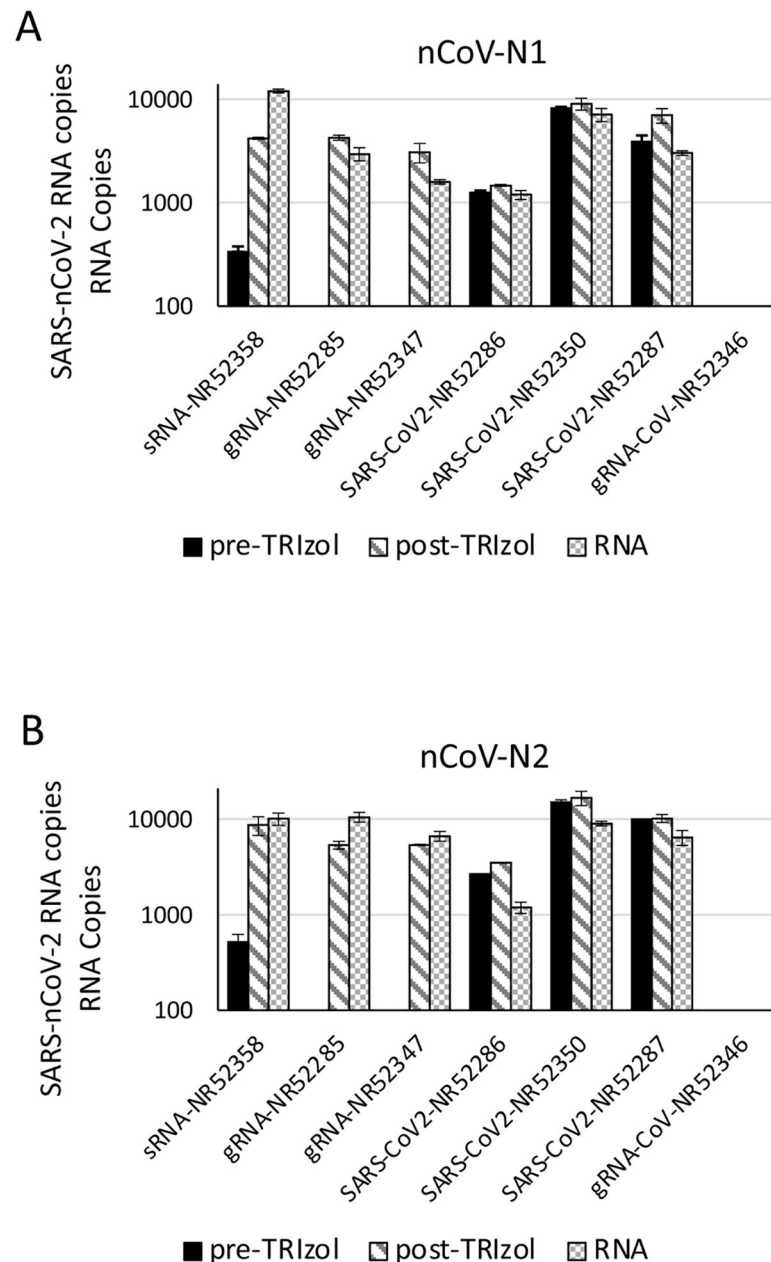 A
nCoV-N1
SARS-nCoV-2 RNA copies
RNA Copies
10000
1000
100
sRNA-NR52358
gRNA-NR52285
gRNA-NR52347
SARS-CoV2-NR52286
SARS-CoV2-NR52350
SARS-CoV2-NR52287
gRNA-CoV-NR52346
pre-TRIzol post-TRIzol RNA
B
nCoV-N2
SARS-nCoV-2 RNA copies
RNA Copies
10000
1000
100
sRNA-NR52358
gRNA-NR52285
gRNA-NR52347
SARS-CoV2-NR52286
SARS-CoV2-NR52350
SARS-CoV2-NR52287
gRNA-CoV-NR52346
pre-TRIzol post-TRIzol RNA